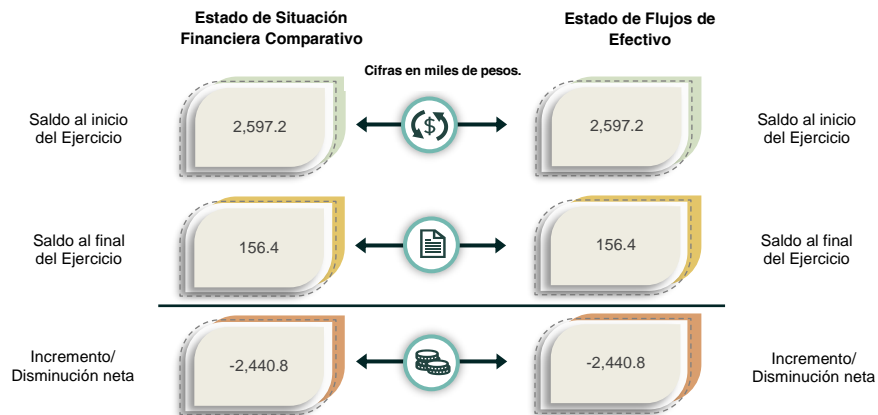 Estado de Situación
Financiera Comparativo
Estado de Flujos de
Efectivo
Cifras en miles de pesos.
Saldo al inicio
del Ejercicio
2,597.2
$
2,597.2
Saldo al inicio
del Ejercicio
Saldo al final
del Ejercicio
156.4
156.4
Saldo al final
del Ejercicio
Incremento/
Disminución neta
-2,440.8
-2,440.8
Incremento/
Disminución neta